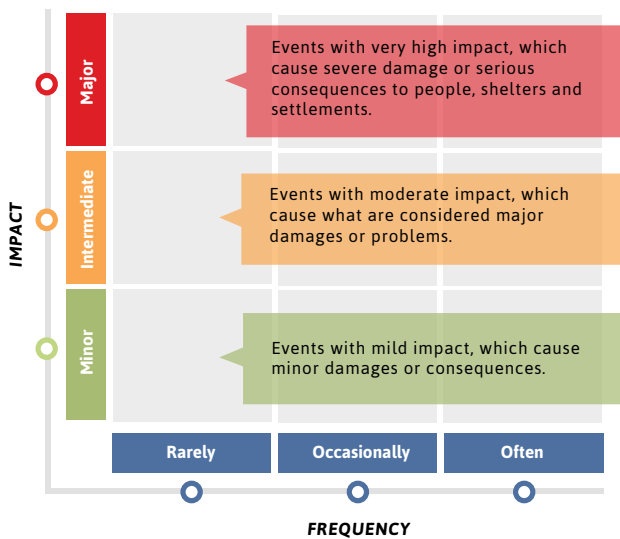 IMPACT
Major
Events with very high impact, which
cause severe damage or serious
consequences to people, shelters and
settlements.
Intermediate
Events with moderate impact, which
cause what are considered major
damages or problems.
Minor
Events with mild impact, which cause
minor damages or consequences.
Rarely
Occasionally
Often
FREQUENCY